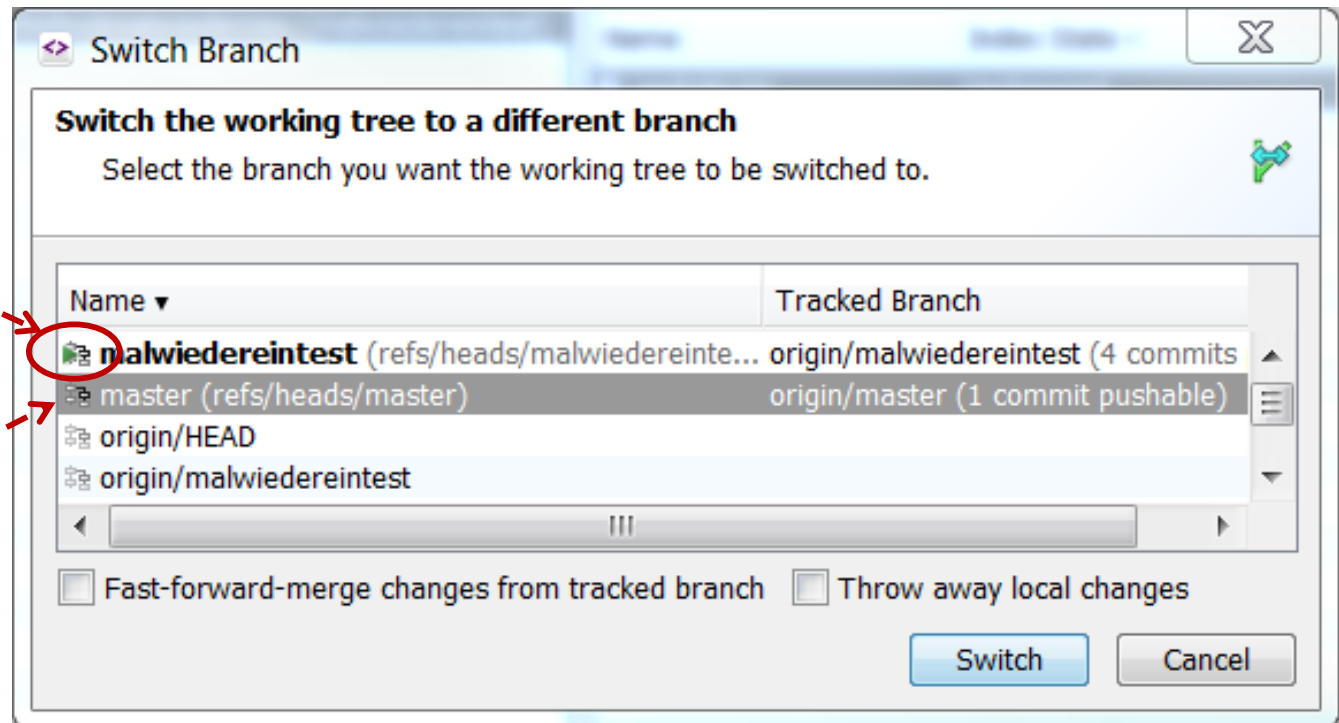 Switch Branch
Switch the working tree to a different branch
Select the branch you want the working tree to be switched to.
Name Tracked Branch
malwiedereintest (refs/heads/malwiedereinte... origin/malwiedereintest (4 commits
master (refs/heads/master) origin/master (1 commit pushable)
origin/HEAD
origin/malwiedereintest
Fast-forward-merge changes from tracked branch Throw away local changes
Switch Cancel